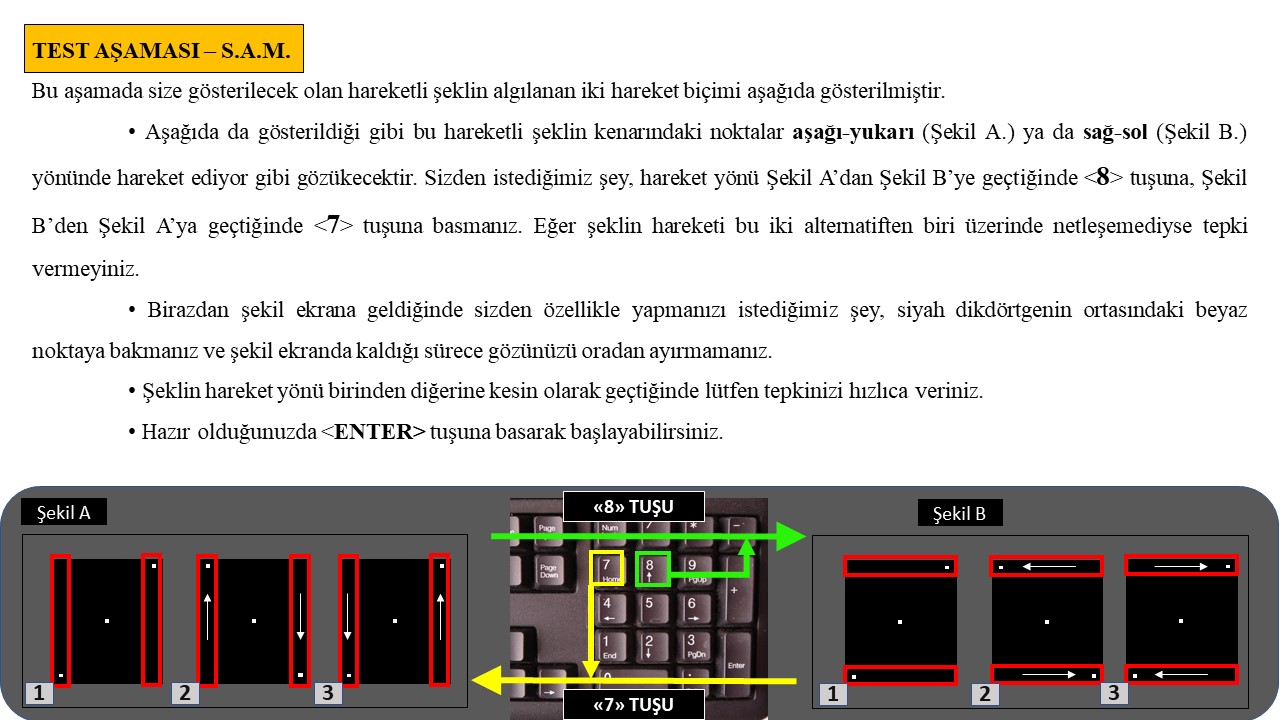 TEST AŞAMASI – S.A.M.
Bu aşamada size gösterilecek olan hareketli şeklin algılanan iki hareket biçimi aşağıda gösterilmiştir.
• Aşağıda da gösterildiği gibi bu hareketli şeklin kenarındaki noktalar aşağı-yukarı (Şekil A.) ya da sağ-sol (Şekil B.)
yönünde hareket ediyor gibi gözükecektir. Sizden istediğimiz şey, hareket yönü Şekil A’dan Şekil B’ye geçtiğinde <8> tuşuna, Şekil
B’den Şekil A’ya geçtiğinde <7> tuşuna basmanız. Eğer şeklin hareketi bu iki alternatiften biri üzerinde netleşemediyse tepki
vermeyiniz.
• Birazdan şekil ekrana geldiğinde sizden özellikle yapmanızı istediğimiz şey, siyah dikdörtgenin ortasındaki beyaz
noktaya bakmanız ve şekil ekranda kaldığı sürece gözünüzü oradan ayırmamanız.
• Şeklin hareket yönü birinden diğerine kesin olarak geçtiğinde lütfen tepkinizi hızlıca veriniz.
• Hazır olduğunuzda <ENTER> tuşuna basarak başlayabilirsiniz.
Şekil A
1
2
3
«8» TUŞU
Page
Num
/
*
−
Page Down
7 Home
8
9 PgUp
+
4
5
6
1 End
2
3 PgDn
Enter
0
«7» TUŞU
Şekil B
1
2
3